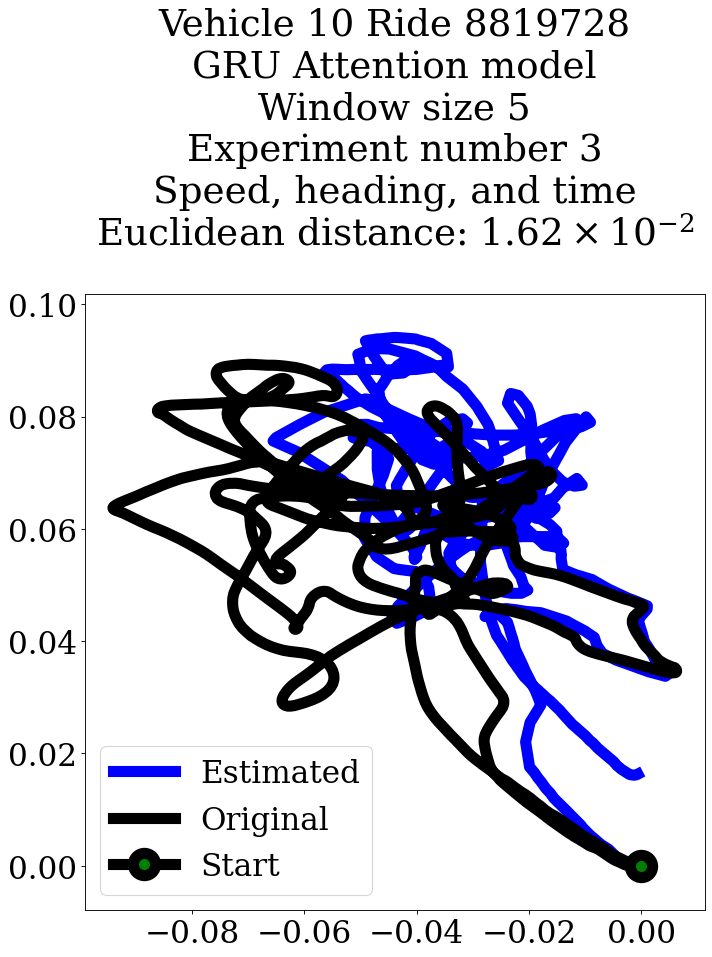 Vehicle 10 Ride 8819728
GRU Attention model
Window size 5
Experiment number 3
Speed, heading, and time
Euclidean distance: 1.62 × 10⁻²
0.10
0.08
0.06
0.04
0.02
0.00
Estimated
Original
Start
−0.08 −0.06 −0.04 −0.02 0.00